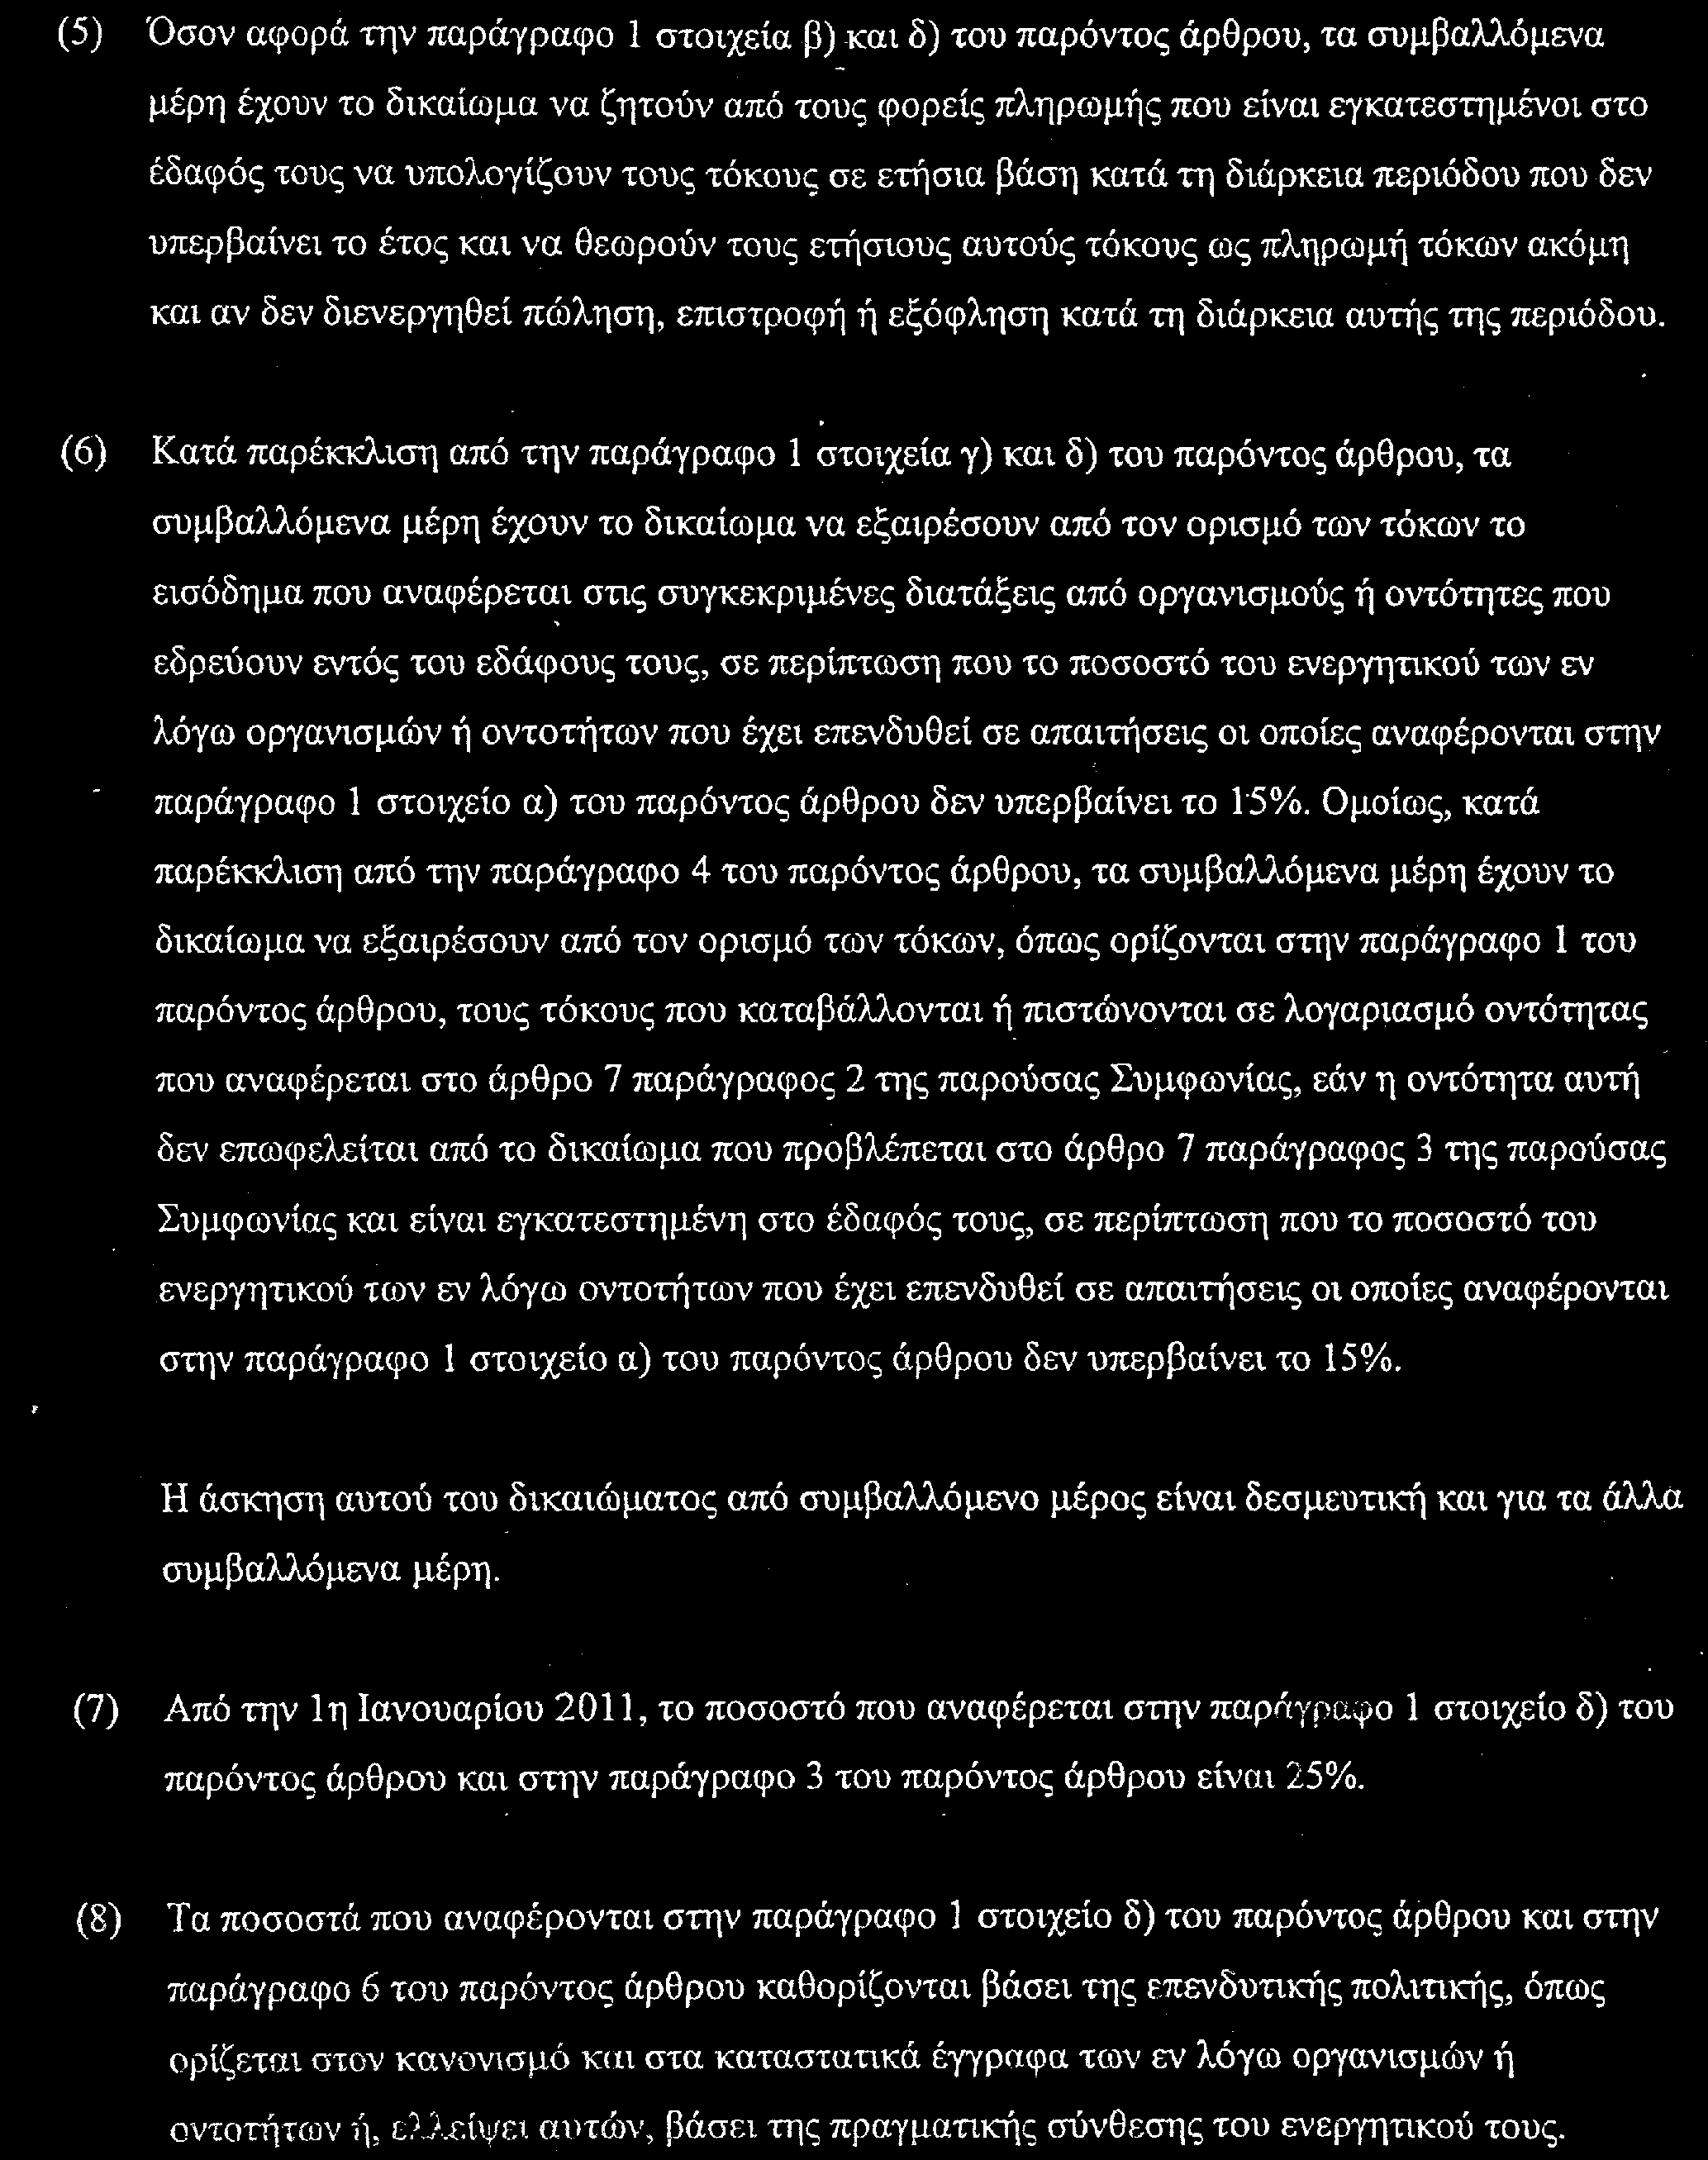 (5) Όσον αφορά την παράγραφο 1 στοιχεία β) και δ) του παρόντος άρθρου, τα συμβαλλόμενα
μέρη έχουν το δικαίωμα να ζητούν από τους φορείς πληρωμής που είναι εγκατεστημένοι στο
έδαφός τους να υπολογίζουν τους τόκους σε ετήσια βάση κατά τη διάρκεια περιόδου που δεν
υπερβαίνει το έτος και να θεωρούν τους ετήσιους αυτούς τόκους ως πληρωμή τόκων ακόμη
και αν δεν διενεργηθεί πώληση, επιστροφή ή εξόφληση κατά τη διάρκεια αυτής της περιόδου.
(6) Κατά παρέκκλιση από την παράγραφο 1 στοιχεία γ) και δ) του παρόντος άρθρου, τα
συμβαλλόμενα μέρη έχουν το δικαίωμα να εξαιρέσουν από τον ορισμό των τόκων το
εισόδημα που αναφέρεται στις συγκεκριμένες διατάξεις από οργανισμούς ή οντότητες που
εδρεύουν εντός του εδάφους τους, σε περίπτωση που το ποσοστό του ενεργητικού των εν
λόγω οργανισμών ή οντοτήτων που έχει επενδυθεί σε απαιτήσεις οι οποίες αναφέρονται στην
παράγραφο 1 στοιχείο α) του παρόντος άρθρου δεν υπερβαίνει το 15%. Ομοίως, κατά
παρέκκλιση από την παράγραφο 4 του παρόντος άρθρου, τα συμβαλλόμενα μέρη έχουν το
δικαίωμα να εξαιρέσουν από τον ορισμό των τόκων, όπως ορίζονται στην παράγραφο 1 του
παρόντος άρθρου, τους τόκους που καταβάλλονται ή πιστώνονται σε λογαριασμό οντότητας
που αναφέρεται στο άρθρο 7 παράγραφος 2 της παρούσας Συμφωνίας, εάν η οντότητα αυτή
δεν επωφελείται από το δικαίωμα που προβλέπεται στο άρθρο 7 παράγραφος 3 της παρούσας
Συμφωνίας και είναι εγκατεστημένη στο έδαφός τους, σε περίπτωση που το ποσοστό του
ενεργητικού των εν λόγω οντοτήτων που έχει επενδυθεί σε απαιτήσεις οι οποίες αναφέρονται
στην παράγραφο 1 στοιχείο α) του παρόντος άρθρου δεν υπερβαίνει το 15%.
Η άσκηση αυτού του δικαιώματος από συμβαλλόμενο μέρος είναι δεσμευτική και για τα άλλα
συμβαλλόμενα μέρη.
(7) Από την 1η Ιανουαρίου 2011, το ποσοστό που αναφέρεται στην παράγραφο 1 στοιχείο δ) του
παρόντος άρθρου και στην παράγραφο 3 του παρόντος άρθρου είναι 25%.
(8) Τα ποσοστά που αναφέρονται στην παράγραφο 1 στοιχείο δ) του παρόντος άρθρου και στην
παράγραφο 6 του παρόντος άρθρου καθορίζονται βάσει της επενδυτικής πολιτικής, όπως
ορίζεται στον κανονισμό και στα καταστατικά έγγραφα των εν λόγω οργανισμών ή
οντοτήτων ή, ελλείψει αυτών, βάσει της πραγματικής σύνθεσης του ενεργητικού τους.